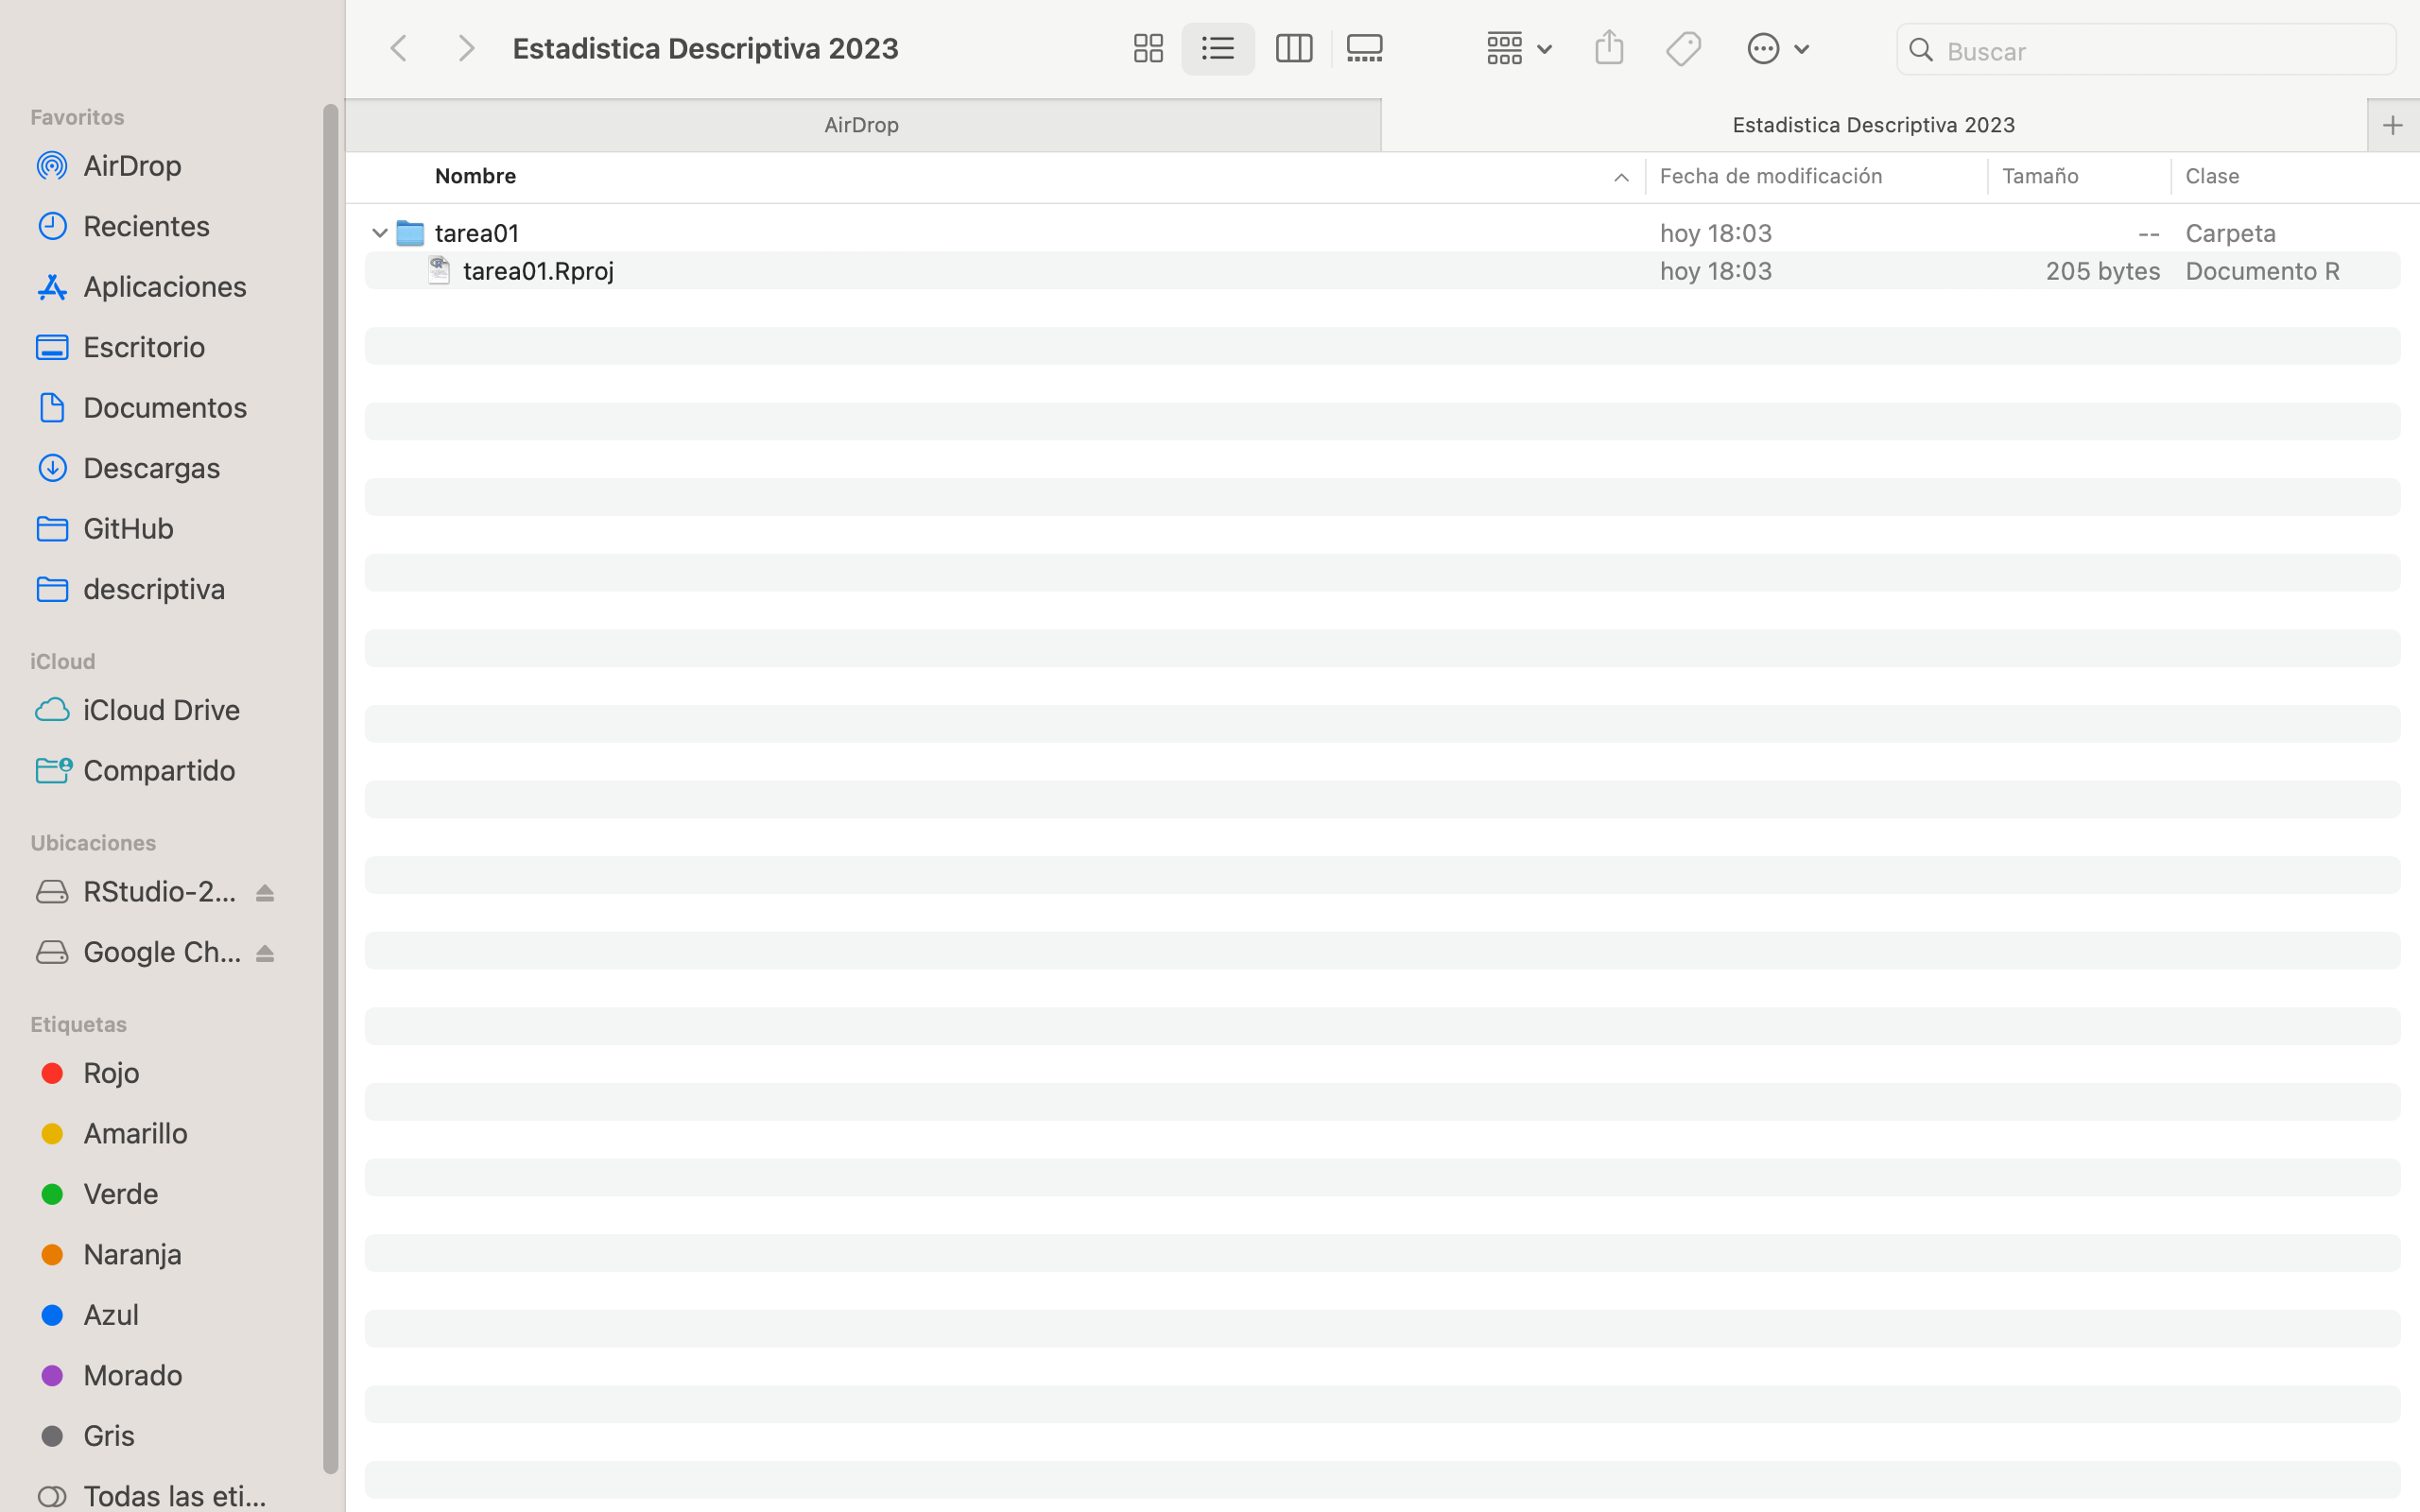 Estadistica Descriptiva 2023
Buscar
AirDrop
Estadistica Descriptiva 2023
Nombre
Fecha de modificación
Tamaño
Clase
tarea01
hoy 18:03
--
Carpeta
tarea01.Rproj
hoy 18:03
205 bytes
Documento R
Favoritos
AirDrop
Recientes
Aplicaciones
Escritorio
Documentos
Descargas
GitHub
descriptiva
iCloud
iCloud Drive
Compartido
Ubicaciones
RStudio-2...
Google Ch...
Etiquetas
Rojo
Amarillo
Verde
Naranja
Azul
Morado
Gris
Todas las eti...